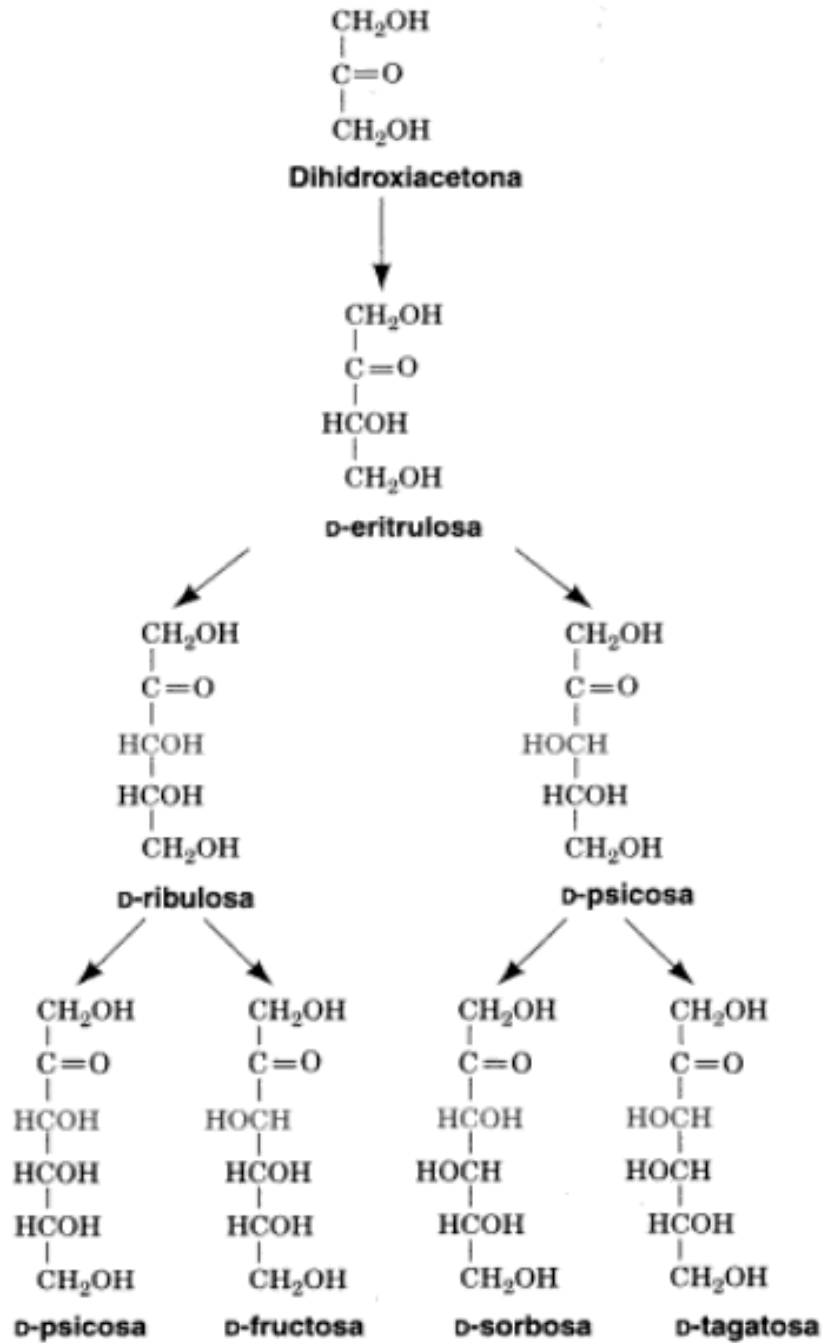 CH₂OH
C=O
CH₂OH
Dihidroxiacetona
CH₂OH
C=O
HCOH
CH₂OH
D-eritrulosa
CH₂OH
C=O
HCOH
HCOH
CH₂OH
D-ribulosa
CH₂OH
C=O
HOCH
HCOH
CH₂OH
D-psicosa
CH₂OH
C=O
HCOH
HCOH
HCOH
CH₂OH
D-psicosa
CH₂OH
C=O
HOCH
HCOH
HCOH
CH₂OH
D-fructosa
CH₂OH
C=O
HCOH
HOCH
HCOH
CH₂OH
D-sorbosa
CH₂OH
C=O
HOCH
HOCH
HCOH
CH₂OH
D-tagatosa